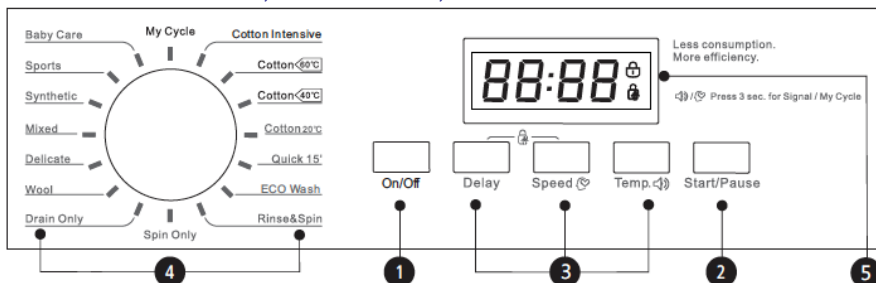 My Cycle
Baby Care
Sports
Synthetic
Mixed
Delicate
Wool
Drain Only
Spin Only
Cotton Intensive
Cotton 60℃
Cotton 40℃
Cotton 20℃
Quick 15'
ECO Wash
Rinse&Spin
88:88
Less consumption.
More efficiency.
/ Press 3 sec. for Signal / My Cycle
On/Off
Delay
Speed
Temp.
Start/Pause
4
1
3
2
5